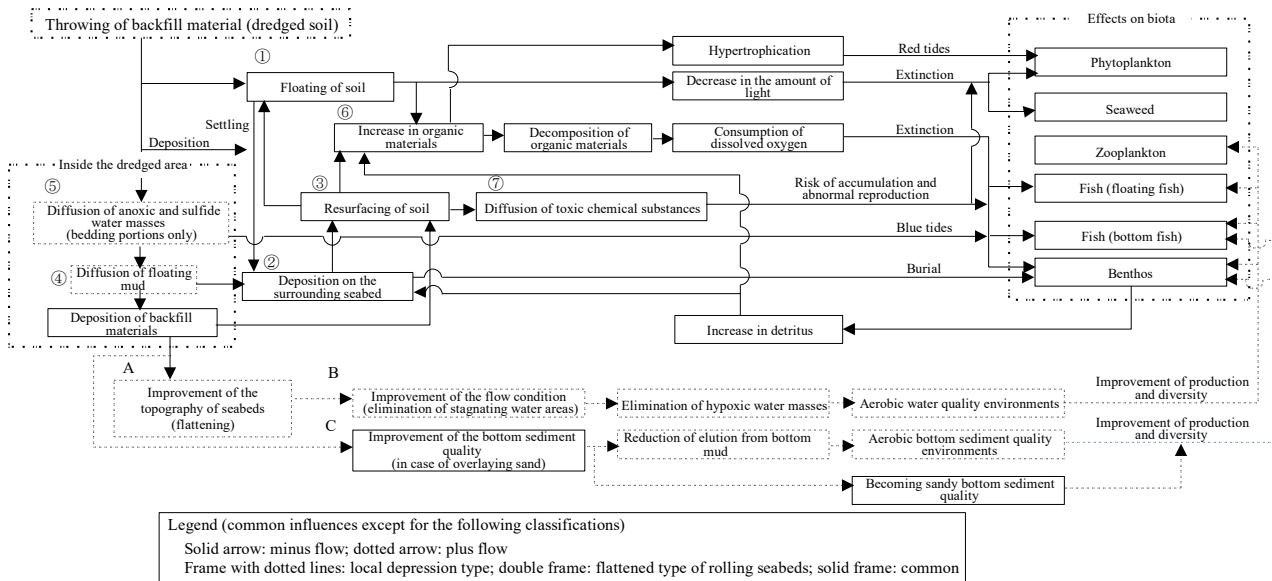 Throwing of backfill material (dredged soil)
Effects on biota
①
Floating of soil
Hypertrophication
Red tides
Phytoplankton
Decrease in the amount of
light
Extinction
Seaweed
Settling
Deposition
⑥
Increase in organic
materials
Decomposition of
organic materials
Consumption of
dissolved oxygen
Extinction
Zooplankton
Inside the dredged area
⑤
Diffusion of anoxic and sulfide
water masses
(bedding portions only)
③
Resurfacing of soil
⑦
Diffusion of toxic chemical substances
Risk of accumulation and
abnormal reproduction
Fish (floating fish)
Blue tides
Fish (bottom fish)
④
Diffusion of floating
mud
②
Deposition on the
surrounding seabed
Burial
Benthos
Deposition of backfill
materials
Increase in detritus
A
Improvement of the
topography of seabeds
(flattening)
B
Improvement of the flow condition
(elimination of stagnating water areas)
Elimination of hypoxic water masses
Aerobic water quality environments
Improvement of production
and diversity
C
Improvement of the bottom sediment
quality
(in case of overlaying sand)
Reduction of elution from bottom
mud
Aerobic bottom sediment quality
environments
Improvement of production
and diversity
Becoming sandy bottom sediment
quality
Legend (common influences except for the following classifications)
Solid arrow: minus flow; dotted arrow: plus flow
Frame with dotted lines: local depression type; double frame: flattened type of rolling seabeds; solid frame: common